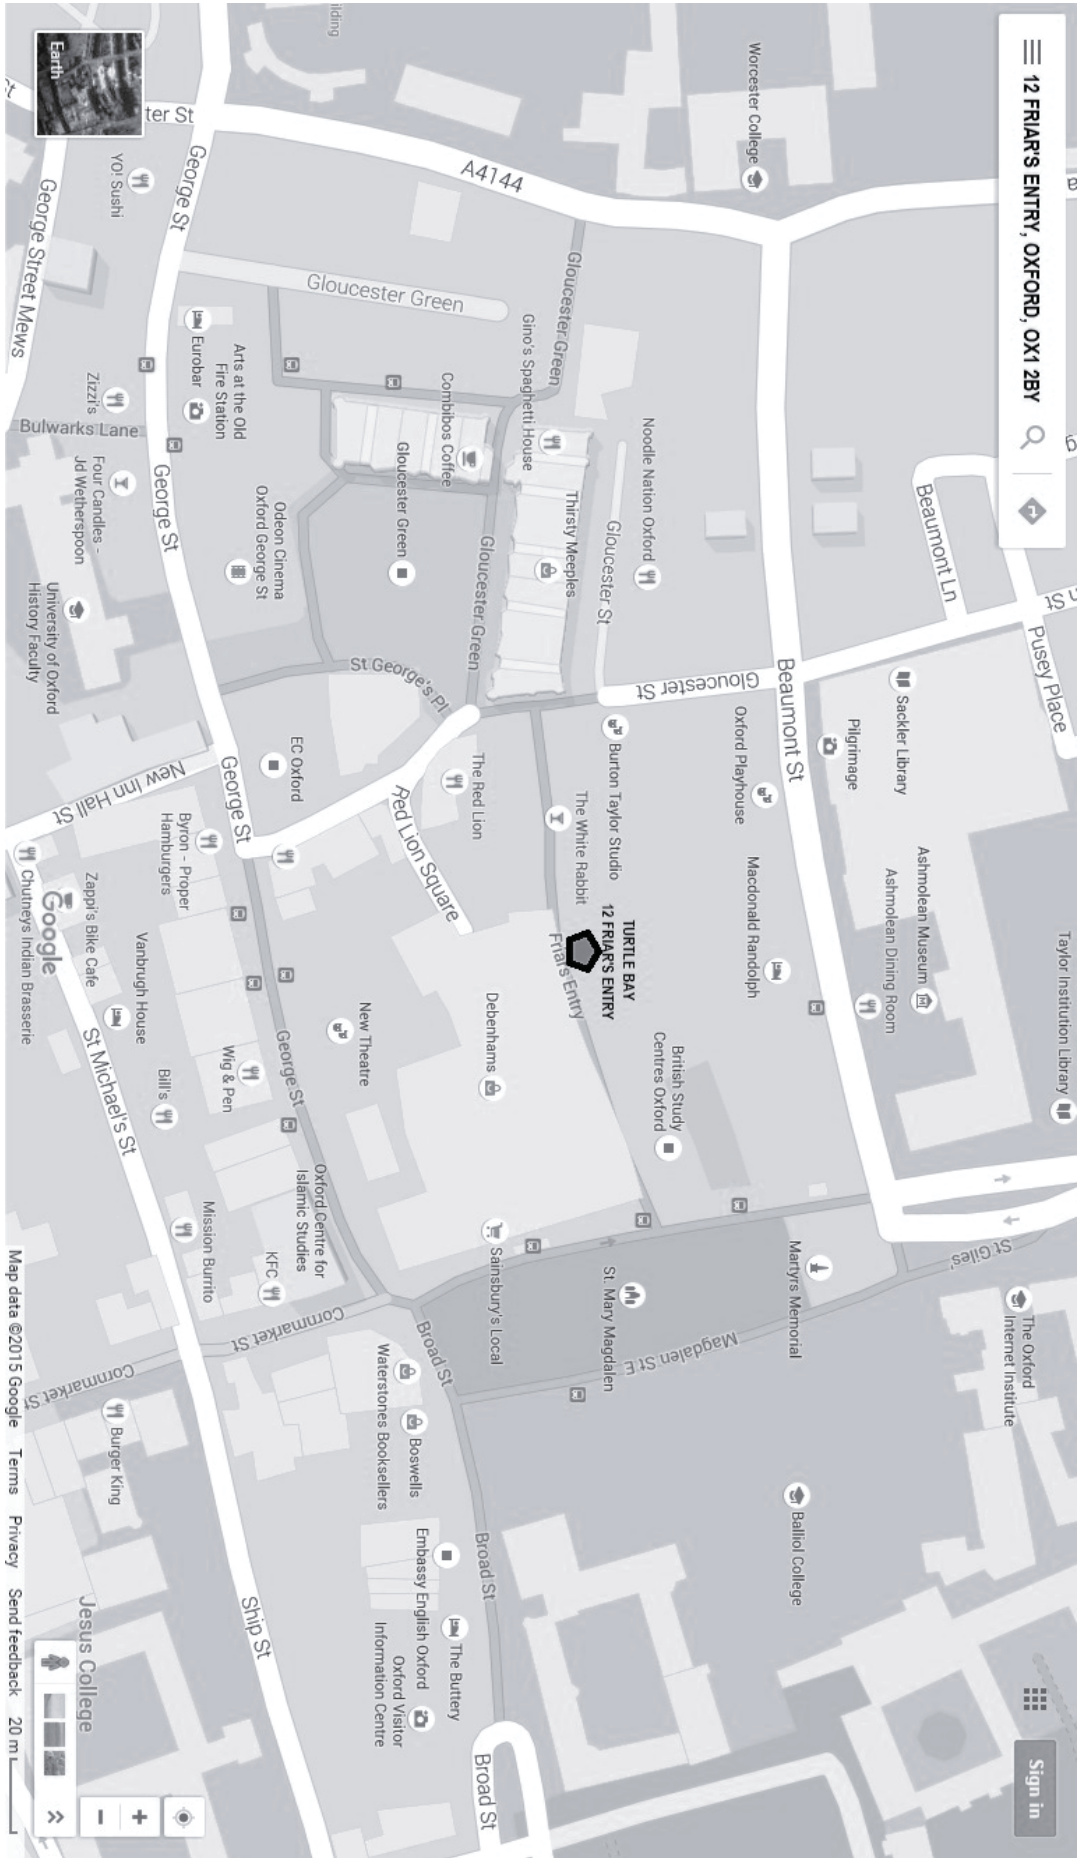 12 FRIAR'S ENTRY, OXFORD, OX1 2BY
Sign in
Worcester College
Beaumont Ln
Pusey Place
Sackler Library
Pilgrimage
Ashmolean Museum
Ashmolean Dining Room
Taylor Institution Library
St Giles'
The Oxford
Internet Institute
Balliol College
Beaumont St
Oxford Playhouse
Macdonald Randolph
Martyrs Memorial
Magdalen St E
A4144
Gloucester Green
Gino's Spaghetti House
Noodle Nation Oxford
Gloucester St
Gloucester St
Thirsty Meeples
Burton Taylor Studio
The White Rabbit
TURTLE BAY
12 FRIAR'S ENTRY
Friars Entry
British Study
Centres Oxford
St. Mary Magdalen
Gloucester Green
Combibos Coffee
Gloucester Green
Gloucester Green
St George's Pl
The Red Lion
Red Lion Square
Debenhams
Sainsbury's Local
Broad St
Broad St
Broad St
Waterstones Booksellers
Boswells
Embassy English Oxford
The Buttery
Oxford Visitor
Information Centre
Arts at the Old
Fire Station
Eurobar
Odeon Cinema
Oxford George St
EC Oxford
New Theatre
Oxford Centre for
Islamic Studies
George St
George St
George St
George St
YO! Sushi
George Street Mews
Zizzi's
Bulwarks Lane
Four Candles -
Jd Wetherspoon
University of Oxford
History Faculty
New Inn Hall St
Byron - Proper
Hamburgers
Zappi's Bike Cafe
Vanbrugh House
Wig & Pen
Bill's
Mission Burrito
KFC
Cornmarket St
Cornmarket St
Chutneys Indian Brasserie
St Michael's St
Burger King
Ship St
Jesus College
Earth
Google
Map data ©2015 Google Terms Privacy Send feedback 20 m